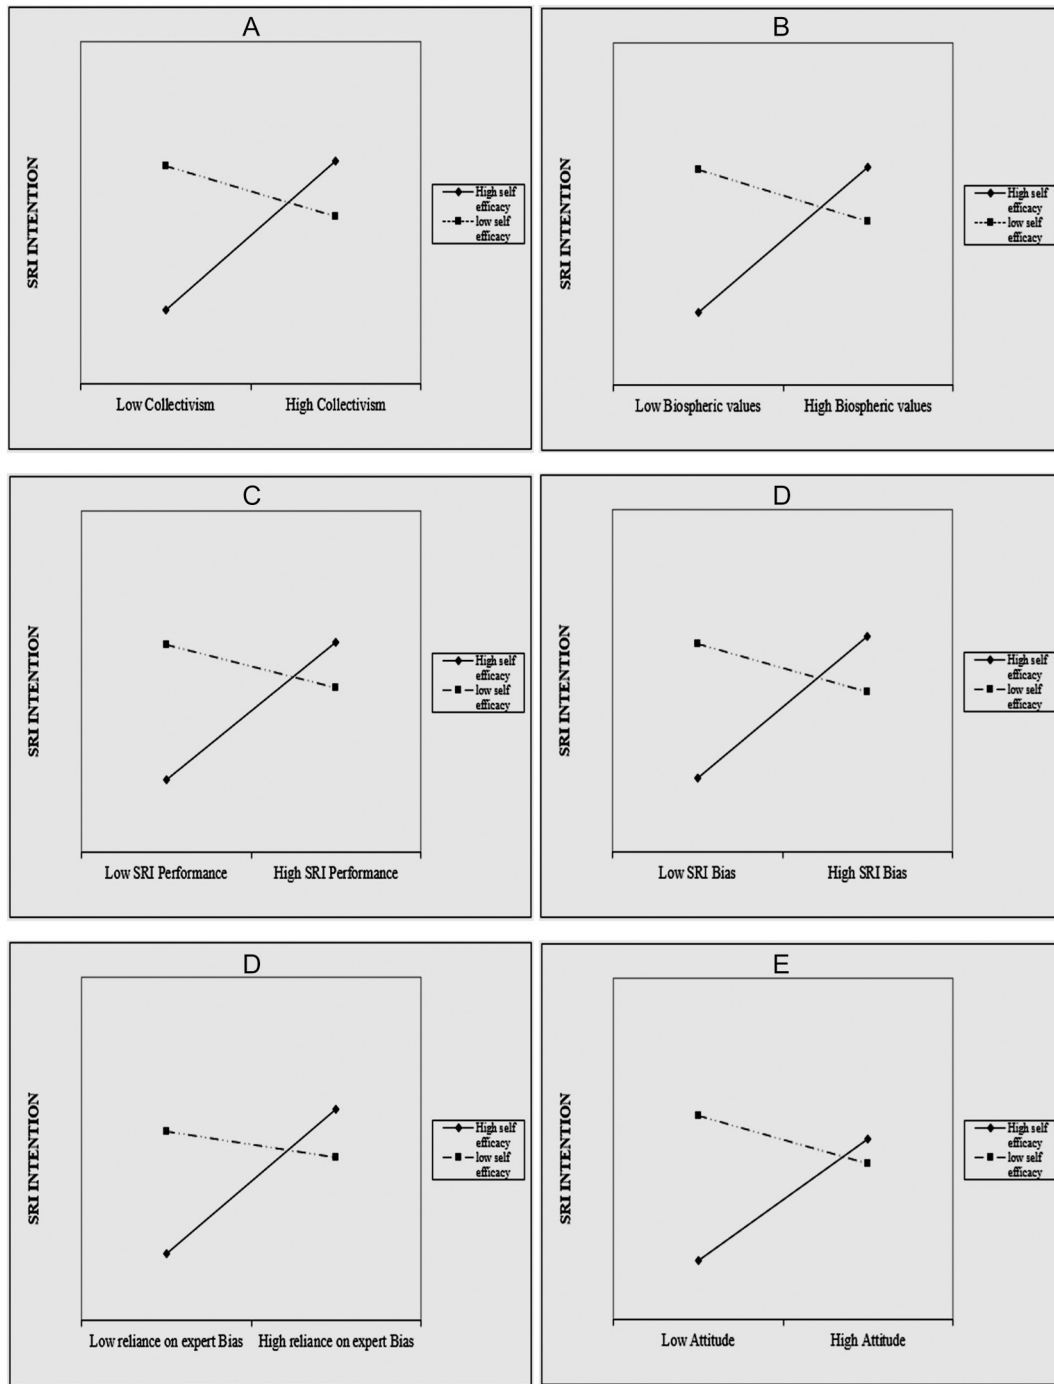 A
SRI INTENTION
High self
efficacy
low self
efficacy
Low Collectivism High Collectivism
B
SRI INTENTION
High self
efficacy
low self
efficacy
Low Biospheric values High Biospheric values
C
SRI INTENTION
High self
efficacy
low self
efficacy
Low SRI Performance High SRI Performance
D
SRI INTENTION
High self
efficacy
low self
efficacy
Low SRI Bias High SRI Bias
D
SRI INTENTION
High self
efficacy
low self
efficacy
Low reliance on expert Bias High reliance on expert Bias
E
SRI INTENTION
High self
efficacy
low self
efficacy
Low Attitude High Attitude